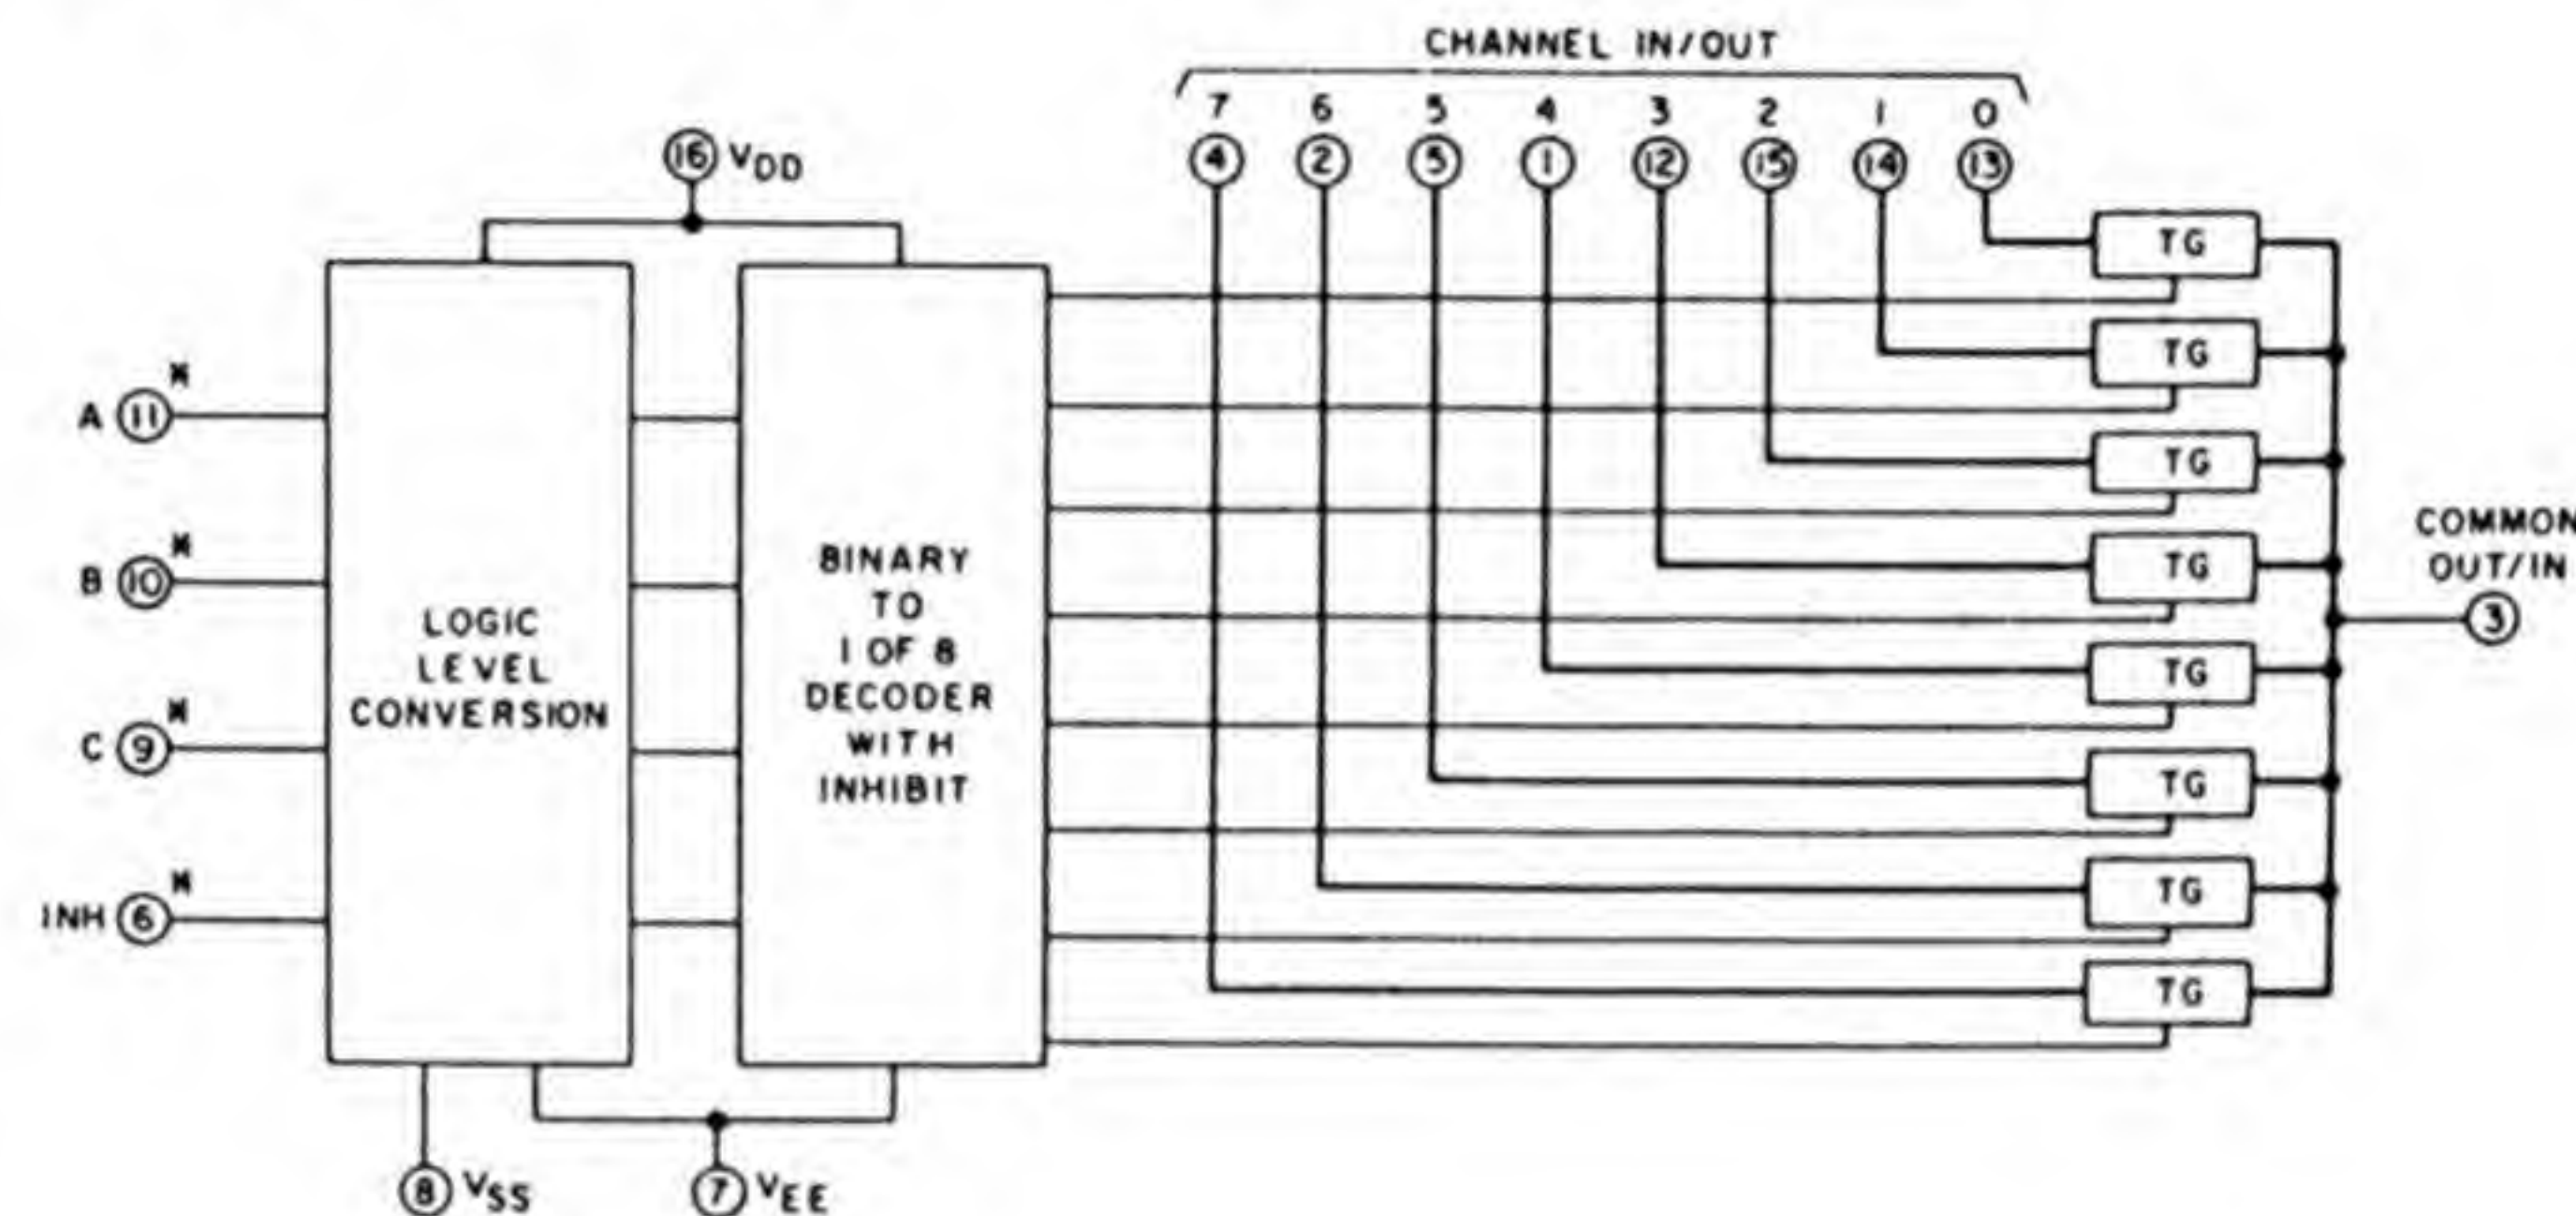 CHANNEL IN/OUT
7 6 5 4 3 2 1 0
4 2 5 1 12 15 14 13
16 VDD
TG
TG
TG
TG
TG
TG
TG
TG
A 11 *
B 10 *
C 9 *
INH 6 *
LOGIC
LEVEL
CONVERSION
BINARY
TO
1 OF 8
DECODER
WITH
INHIBIT
COMMON
OUT/IN
3
8 VSS
7 VEE